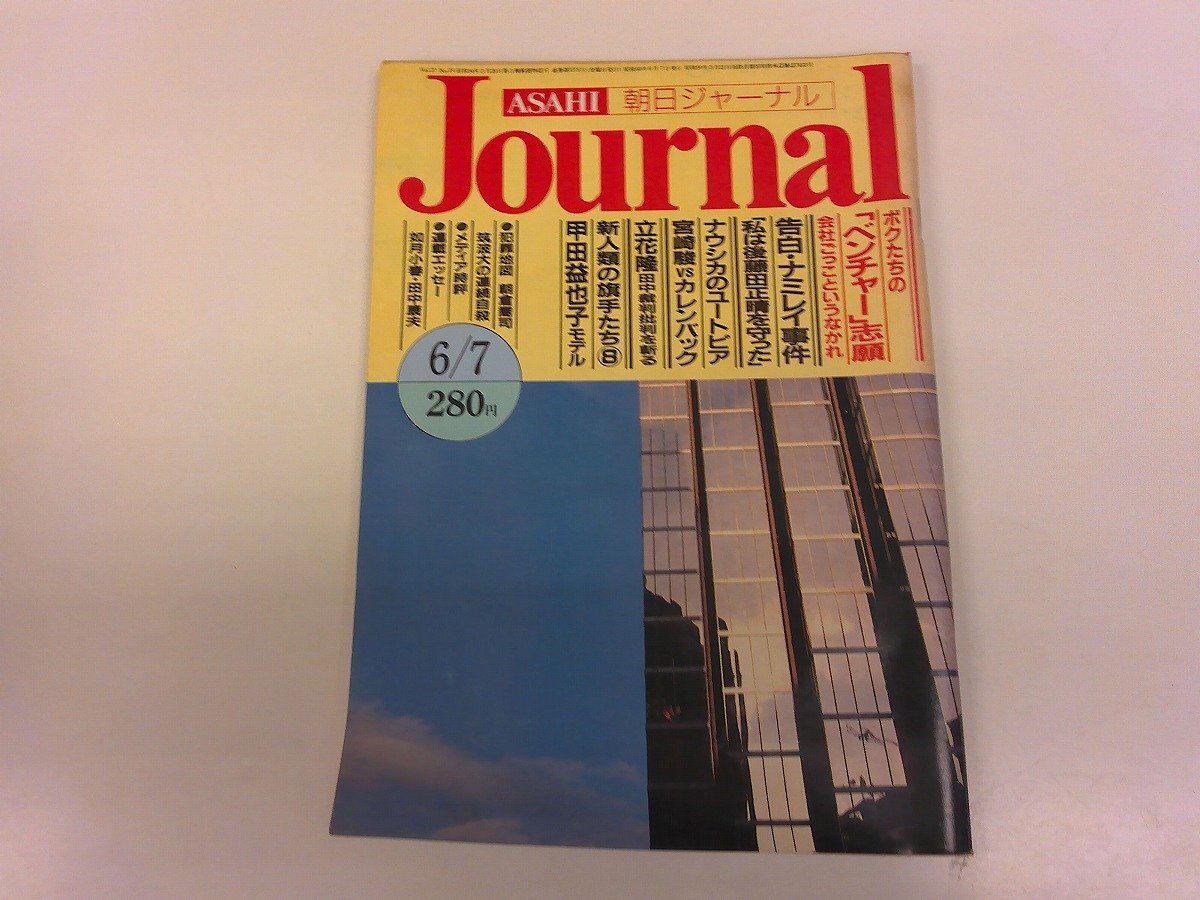 ASAHI 朝日ジャーナル
Journal
ボクたちの
「ベンチャー」志願
会社ごっこというなかれ
告白・ナミレイ事件
「私は後藤田正晴を守った」
ナウシカのユートピア
宮崎駿vsカレンバック
立花隆 田中裁判批判を斬る
新人類の旗手たち⑧
甲田益也子 モデル
●犯罪地図 朝倉喬司
筑波大の連続自殺
●メディア時評
●連載エッセー
如月小春・田中康夫
6/7
280円